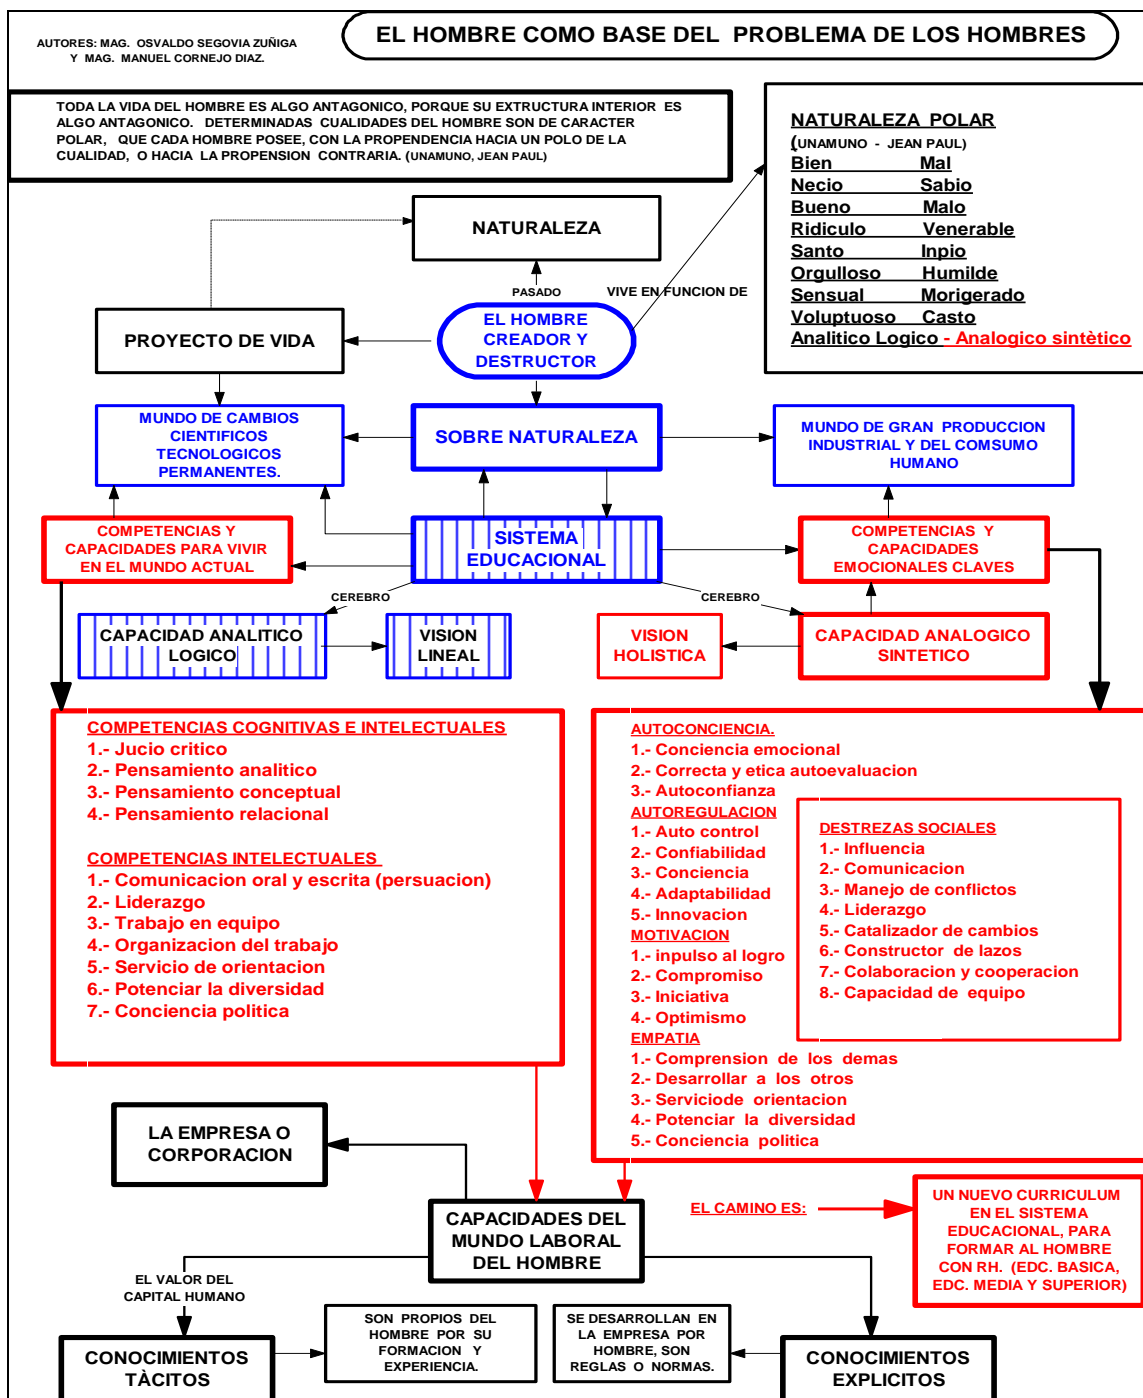 EL HOMBRE COMO BASE DEL PROBLEMA DE LOS HOMBRES
AUTORES: MAG. OSVALDO SEGOVIA ZUÑIGA
Y MAG. MANUEL CORNEJO DIAZ.
TODA LA VIDA DEL HOMBRE ES ALGO ANTAGONICO, PORQUE SU EXTRUCTURA INTERIOR ES
ALGO ANTAGONICO. DETERMINADAS CUALIDADES DEL HOMBRE SON DE CARACTER
POLAR, QUE CADA HOMBRE POSEE, CON LA PROPENDENCIA HACIA UN POLO DE LA
CUALIDAD, O HACIA LA PROPENSION CONTRARIA. (UNAMUNO, JEAN PAUL)
NATURALEZA POLAR
(UNAMUNO - JEAN PAUL)
Bien Mal
Necio Sabio
Bueno Malo
Ridiculo Venerable
Santo Inpio
Orgulloso Humilde
Sensual Morigerado
Voluptuoso Casto
Analitico Logico - Analogico sintètico
NATURALEZA
PASADO
VIVE EN FUNCION DE
PROYECTO DE VIDA
EL HOMBRE
CREADOR Y
DESTRUCTOR
MUNDO DE CAMBIOS
CIENTIFICOS
TECNOLOGICOS
PERMANENTES.
SOBRE NATURALEZA
MUNDO DE GRAN PRODUCCION
INDUSTRIAL Y DEL COMSUMO
HUMANO
COMPETENCIAS Y
CAPACIDADES PARA VIVIR
EN EL MUNDO ACTUAL
SISTEMA
EDUCACIONAL
COMPETENCIAS Y
CAPACIDADES
EMOCIONALES CLAVES
CEREBRO
CEREBRO
CAPACIDAD ANALITICO
LOGICO
VISION
LINEAL
VISION
HOLISTICA
CAPACIDAD ANALOGICO
SINTETICO
COMPETENCIAS COGNITIVAS E INTELECTUALES
1.- Jucio critico
2.- Pensamiento analitico
3.- Pensamiento conceptual
4.- Pensamiento relacional
COMPETENCIAS INTELECTUALES
1.- Comunicacion oral y escrita (persuacion)
2.- Liderazgo
3.- Trabajo en equipo
4.- Organizacion del trabajo
5.- Servicio de orientacion
6.- Potenciar la diversidad
7.- Conciencia politica
AUTOCONCIENCIA.
1.- Conciencia emocional
2.- Correcta y etica autoevaluacion
3.- Autoconfianza
AUTOREGULACION
1.- Auto control
2.- Confiabilidad
3.- Conciencia
4.- Adaptabilidad
5.- Innovacion
MOTIVACION
1.- inpulso al logro
2.- Compromiso
3.- Iniciativa
4.- Optimismo
EMPATIA
1.- Comprension de los demas
2.- Desarrollar a los otros
3.- Serviciode orientacion
4.- Potenciar la diversidad
5.- Conciencia politica
DESTREZAS SOCIALES
1.- Influencia
2.- Comunicacion
3.- Manejo de conflictos
4.- Liderazgo
5.- Catalizador de cambios
6.- Constructor de lazos
7.- Colaboracion y cooperacion
8.- Capacidad de equipo
LA EMPRESA O
CORPORACION
CAPACIDADES DEL
MUNDO LABORAL
DEL HOMBRE
EL CAMINO ES:
UN NUEVO CURRICULUM
EN EL SISTEMA
EDUCACIONAL, PARA
FORMAR AL HOMBRE
CON RH. (EDC. BASICA,
EDC. MEDIA Y SUPERIOR)
EL VALOR DEL
CAPITAL HUMANO
CONOCIMIENTOS
TÀCITOS
SON PROPIOS DEL
HOMBRE POR SU
FORMACION Y
EXPERIENCIA.
SE DESARROLLAN EN
LA EMPRESA POR
HOMBRE, SON
REGLAS O NORMAS.
CONOCIMIENTOS
EXPLICITOS